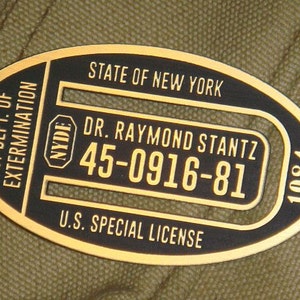 STATE OF NEW YORK
DEPT. OF
EXTERMINATION
NYDE
DR. RAYMOND STANTZ
45-0916-81
U.S. SPECIAL LICENSE